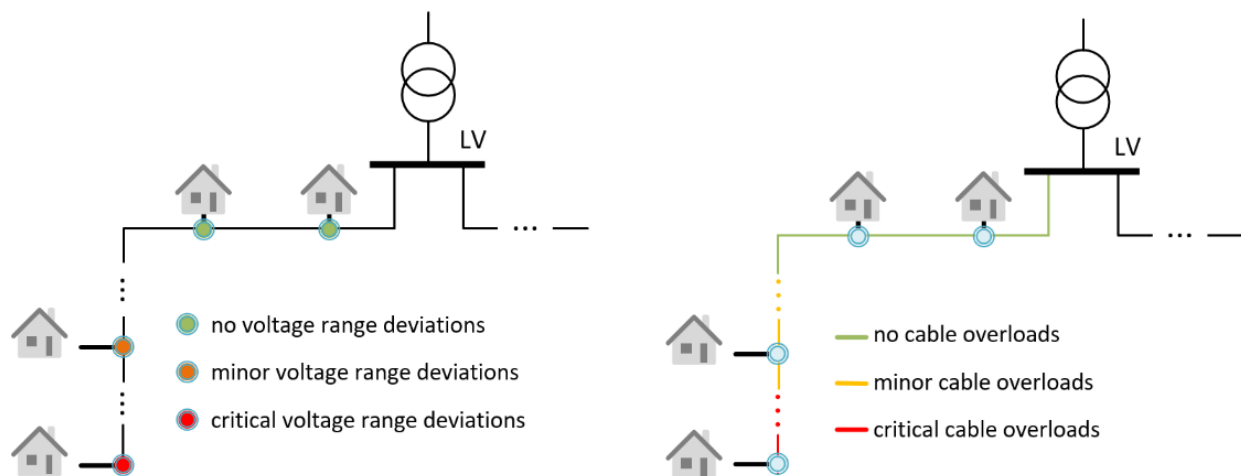 LV
...
no voltage range deviations
minor voltage range deviations
critical voltage range deviations
LV
...
no cable overloads
minor cable overloads
critical cable overloads